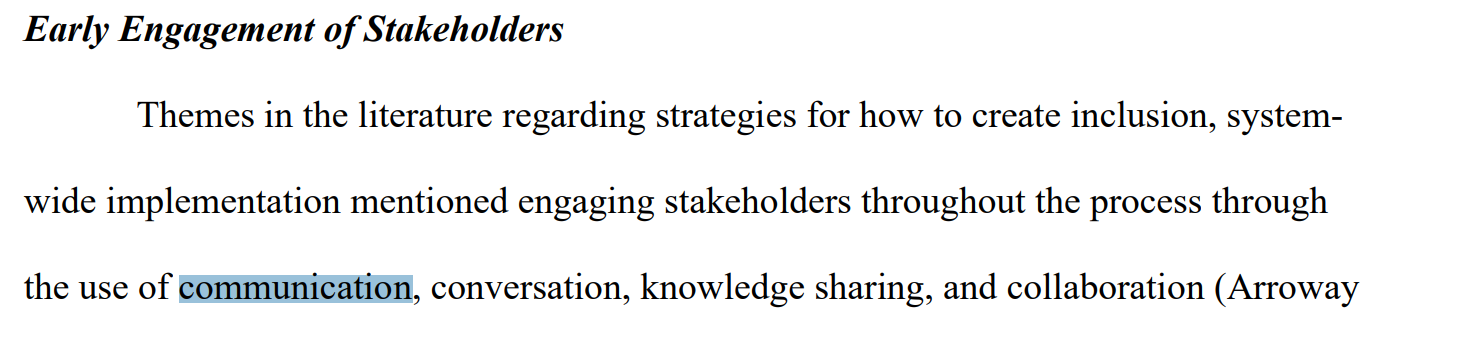 Early Engagement of Stakeholders
Themes in the literature regarding strategies for how to create inclusion, system-
wide implementation mentioned engaging stakeholders throughout the process through
the use of communication, conversation, knowledge sharing, and collaboration (Arroway